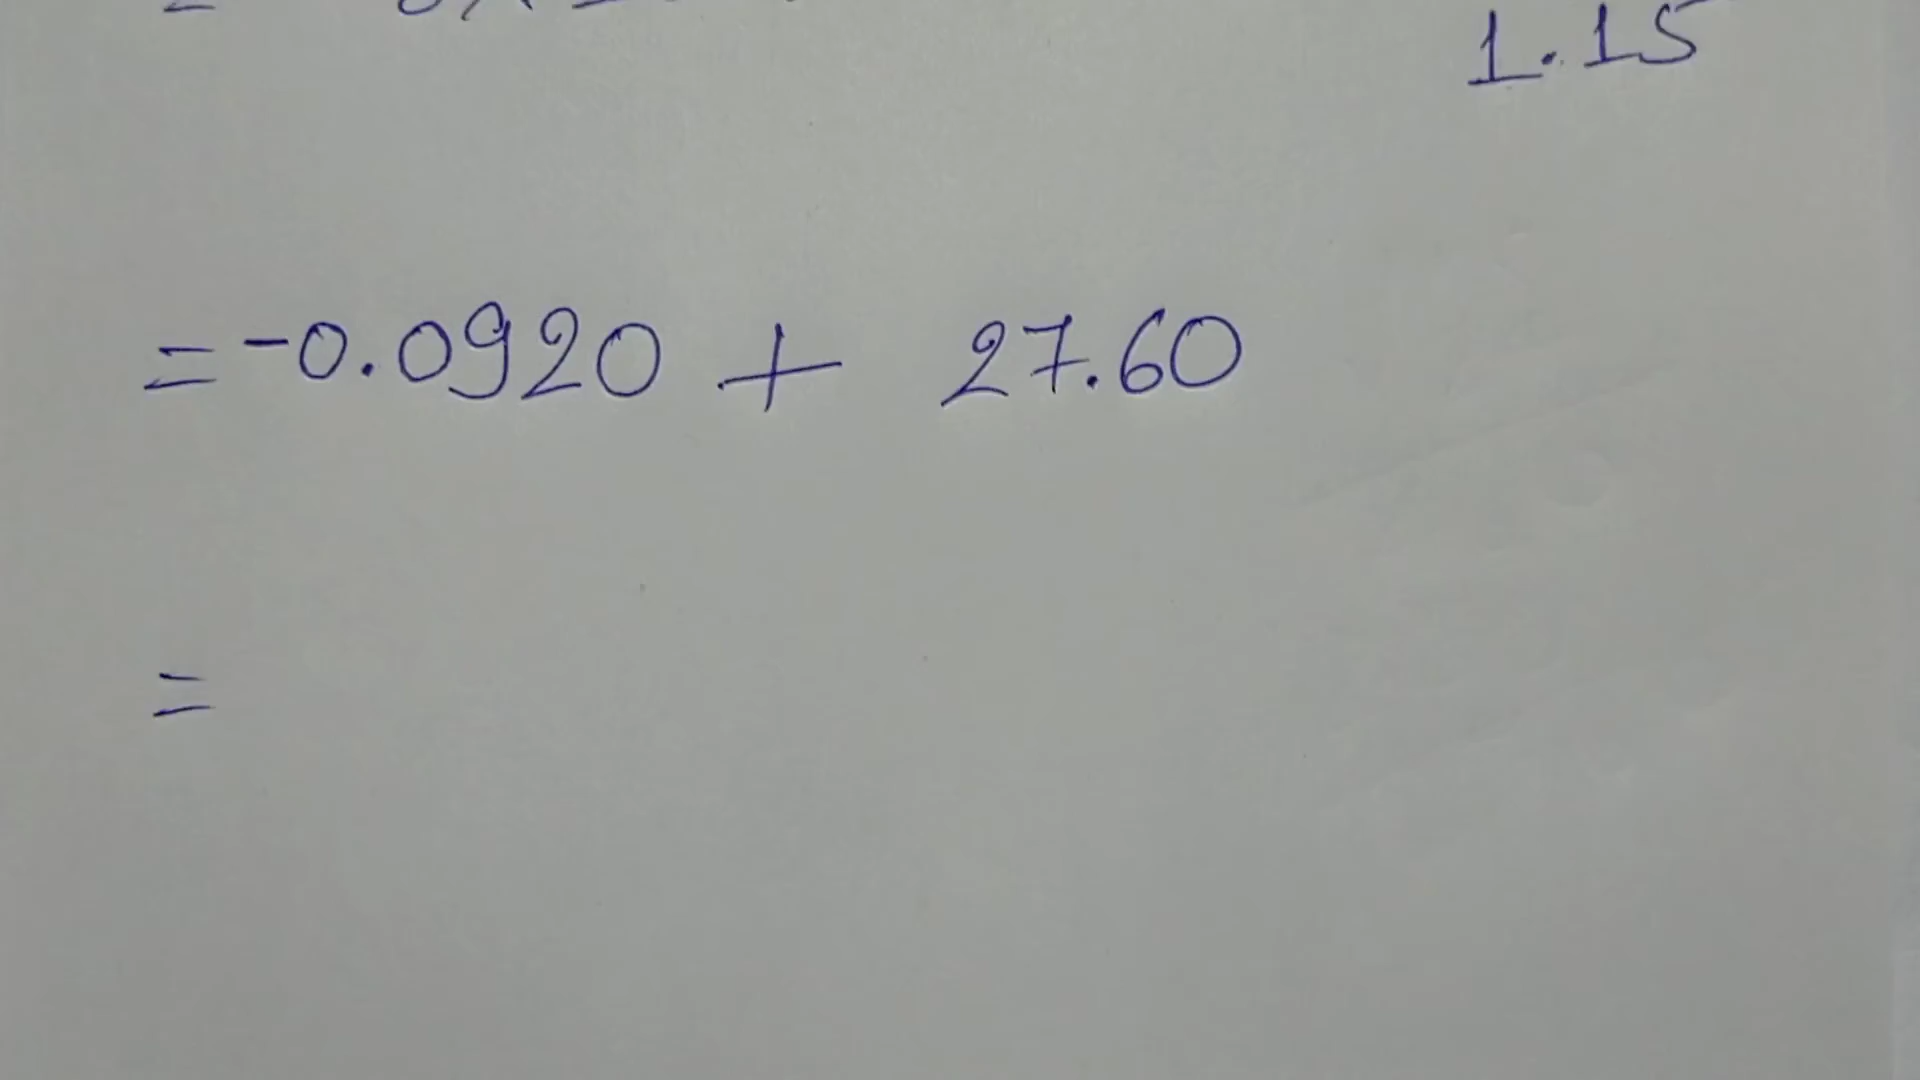 1.15
= -0.0920 + 27.60
=